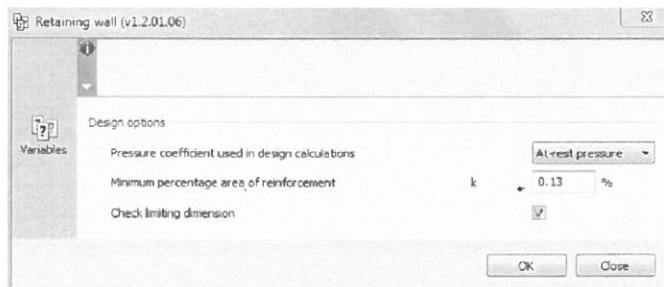 Retaining wall (v1.2.01.06)
Variables
Design options
Pressure coefficient used in design calculations At-rest pressure
Minimum percentage area of reinforcement k 0.13 %
Check limiting dimension
OK Close